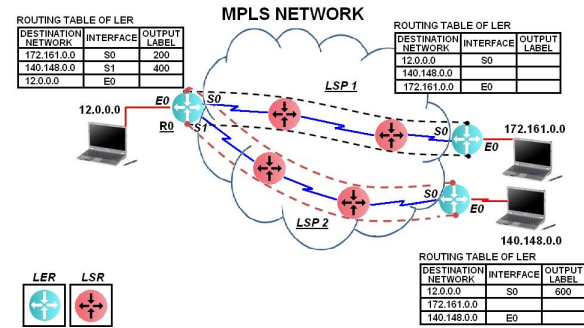 MPLS NETWORK
ROUTING TABLE OF LER
DESTINATION NETWORK INTERFACE OUTPUT LABEL
172.161.0.0 S0 200
140.148.0.0 S1 400
12.0.0.0 E0
ROUTING TABLE OF LER
DESTINATION NETWORK INTERFACE OUTPUT LABEL
12.0.0.0 S0
140.148.0.0
172.161.0.0 E0
LSP 1
12.0.0.0
E0
S0
R0
S1
S0
E0
172.161.0.0
S0
E0
LSP 2
140.148.0.0
ROUTING TABLE OF LER
DESTINATION NETWORK INTERFACE OUTPUT LABEL
12.0.0.0 S0 600
172.161.0.0
140.148.0.0 E0
LER
LSR